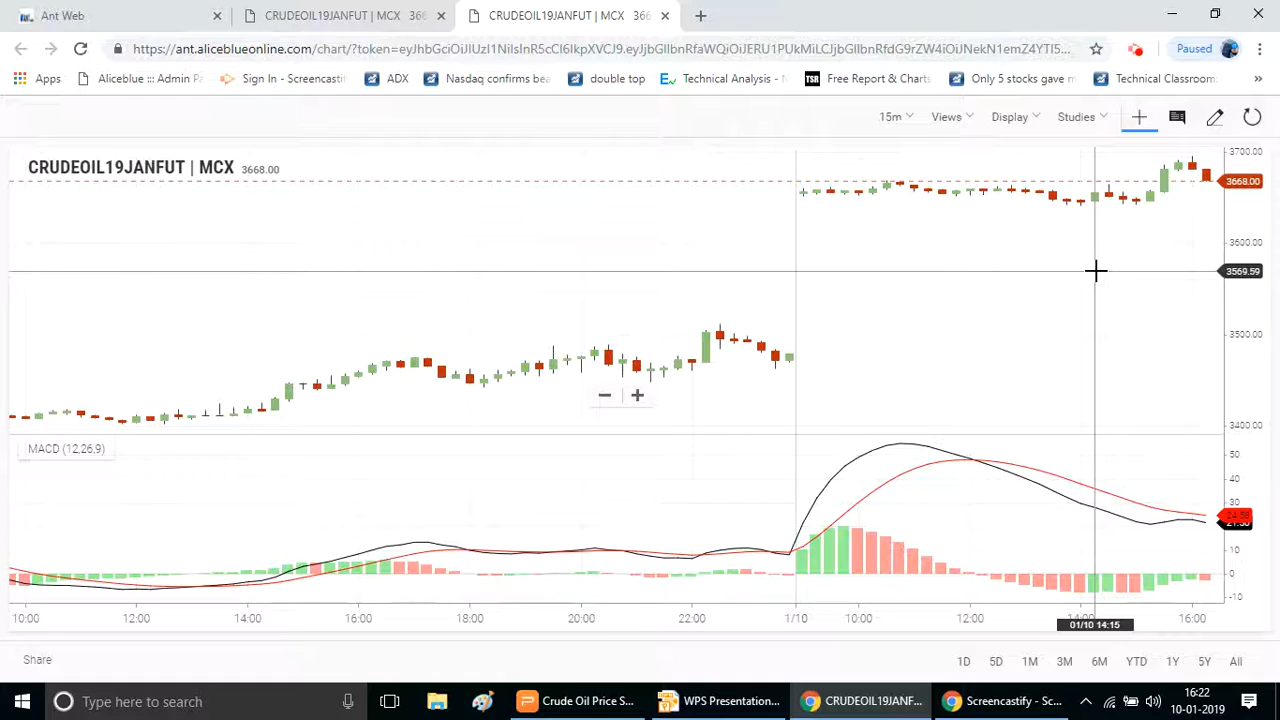 Ant Web
CRUDEOIL19JANFUT | MCX 366
CRUDEOIL19JANFUT | MCX 366
Paused
Apps
Aliceblue ::: Admin P
Sign In - Screencasti
ADX
Nasdaq confirms bea
double top
Technical Analysis - N
TSR
Free Report & Charts
Only 5 stocks gave m
Technical Classroom:
15m
Views
Display
Studies
CRUDEOIL19JANFUT | MCX 3668.00
3700.00
3668.00
3600.00
3569.59
3500.00
3400.00
MACD (12,26,9)
50
40
30
24.58
10
0
-10
10:00
12:00
14:00
16:00
18:00
20:00
22:00
1/10
10:00
12:00
16:00
01/10 14:15
Share
1D
5D
1M
3M
6M
YTD
1Y
5Y
All
Type here to search
Crude Oil Price S...
WPS Presentation...
CRUDEOIL19JANF...
Screencastify - Sc...
16:22
10-01-2019